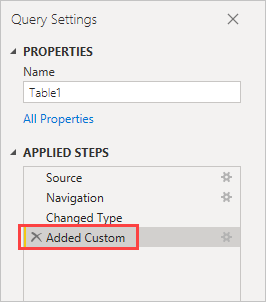 Query Settings
PROPERTIES
Name
Table1
All Properties
APPLIED STEPS
Source
Navigation
Changed Type
Added Custom